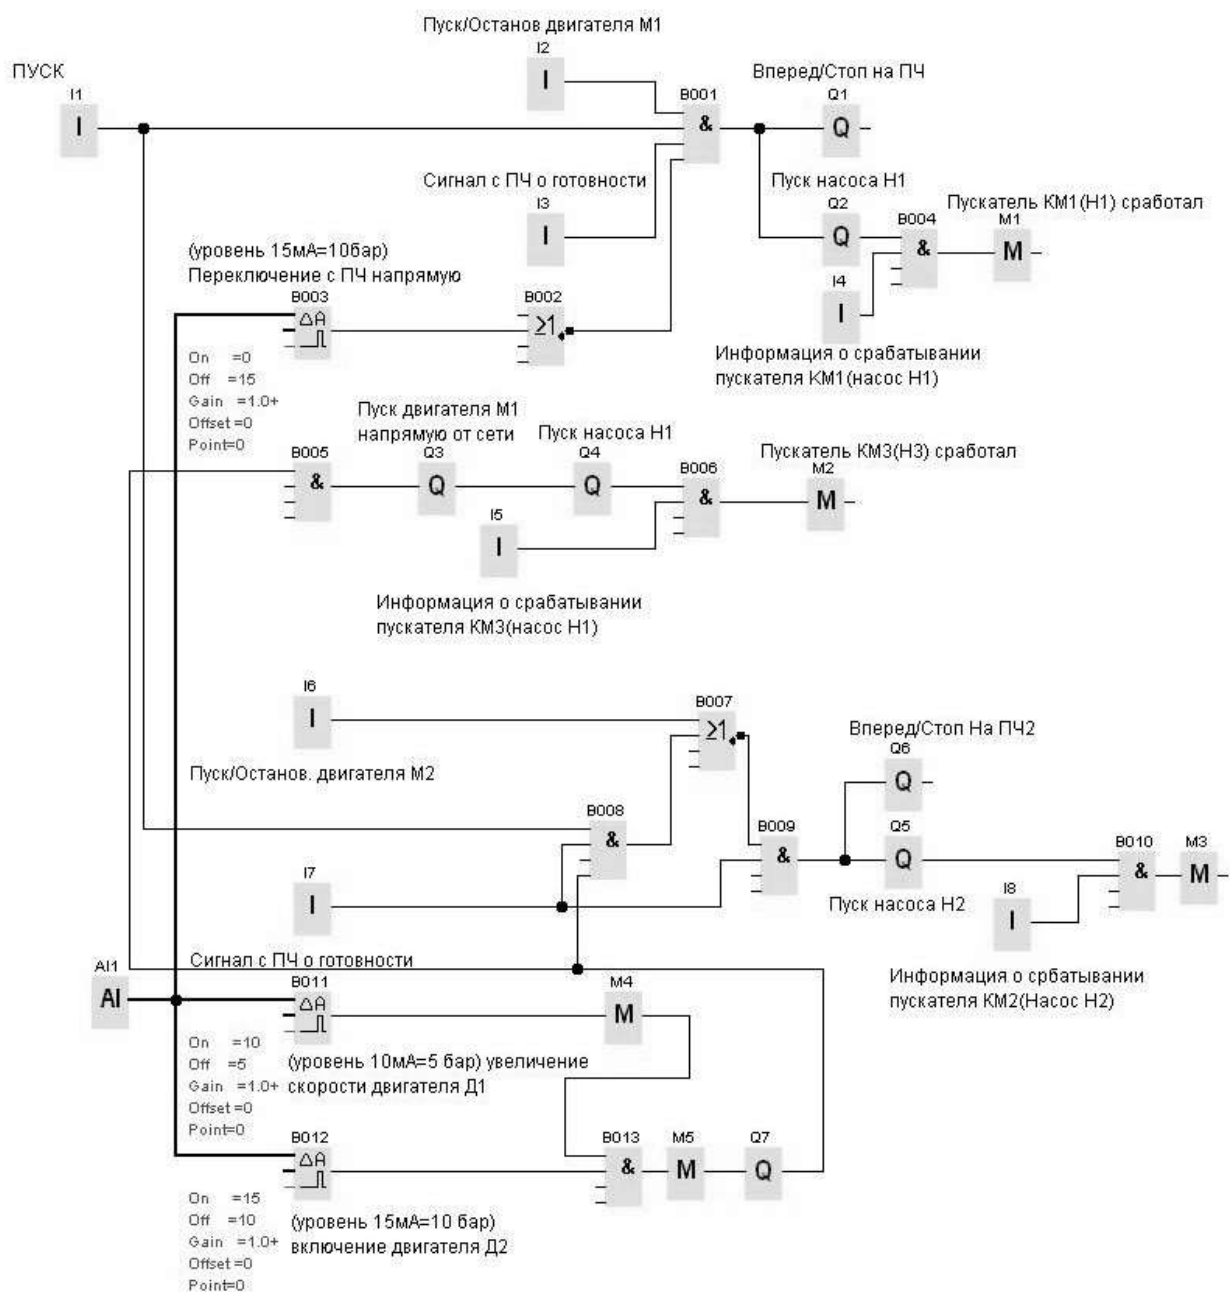 Пуск/Останов двигателя М1
I2
I
ПУСК
I1
I
B001
&
Вперед/Стоп на ПЧ
Q1
Q
Сигнал с ПЧ о готовности
I3
I
Пуск насоса Н1
Q2
Q
B004
&
Пускатель КМ1(Н1) сработал
M1
M
I4
I
Информация о срабатывании
пускателя КМ1(насос Н1)
(уровень 15мА=10бар)
Переключение с ПЧ напрямую
B003
ΔA
B002
≥1
On =0
Off =15
Gain =1.0+
Offset=0
Point=0
B005
&
Пуск двигателя М1
напрямую от сети
Q3
Q
Пуск насоса Н1
Q4
Q
B006
&
Пускатель КМ3(Н3) сработал
M2
M
I5
I
Информация о срабатывании
пускателя КМ3(насос Н1)
I6
I
Пуск/Останов. двигателя М2
B007
≥1
Вперед/Стоп На ПЧ2
Q6
Q
B008
&
B009
&
Q5
Q
Пуск насоса Н2
B010
&
M3
M
I7
I
I8
I
Сигнал с ПЧ о готовности
Информация о србатывании
пускателя КМ2(Насос Н2)
AI1
AI
B011
ΔA
M4
M
On =10
Off =5
Gain =1.0+
Offset=0
Point=0
(уровень 10мА=5 бар) увеличение
скорости двигателя Д1
B012
ΔA
B013
&
M5
M
Q7
Q
On =15
Off =10
Gain =1.0+
Offset=0
Point=0
(уровень 15мА=10 бар)
включение двигателя Д2